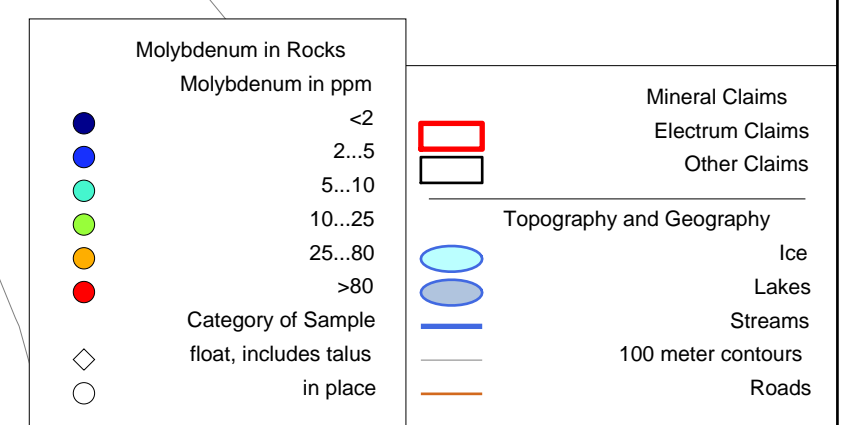 Molybdenum in Rocks
Molybdenum in ppm
<2
2...5
5...10
10...25
25...80
>80
Category of Sample
float, includes talus
in place
Mineral Claims
Electrum Claims
Other Claims
Topography and Geography
Ice
Lakes
Streams
100 meter contours
Roads